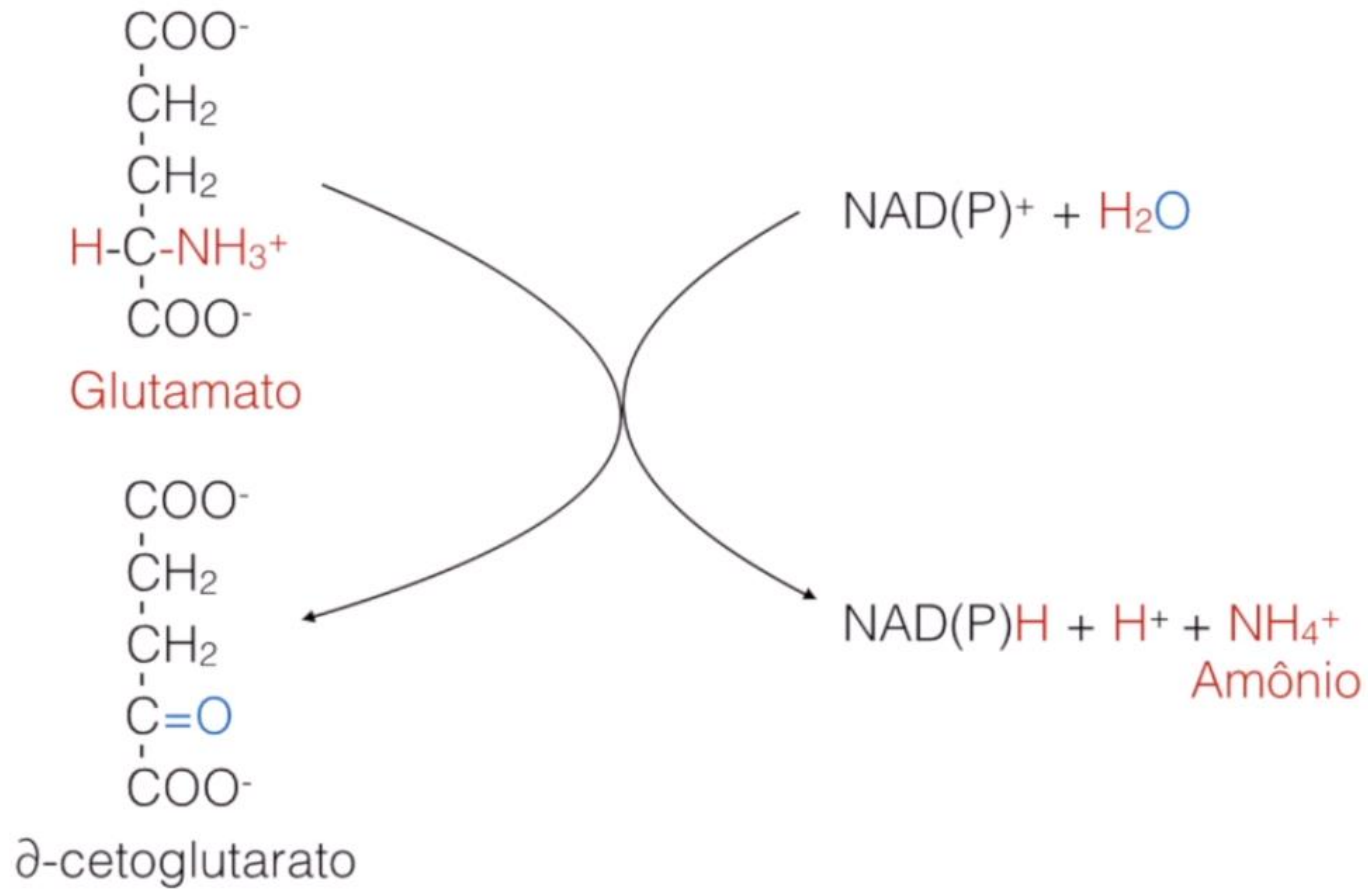 COO-
CH2
CH2
H-C-NH3+
COO-
Glutamato
NAD(P)+ + H2O
COO-
CH2
CH2
C=O
COO-
∂-cetoglutarato
NAD(P)H + H+ + NH4+
Amônio